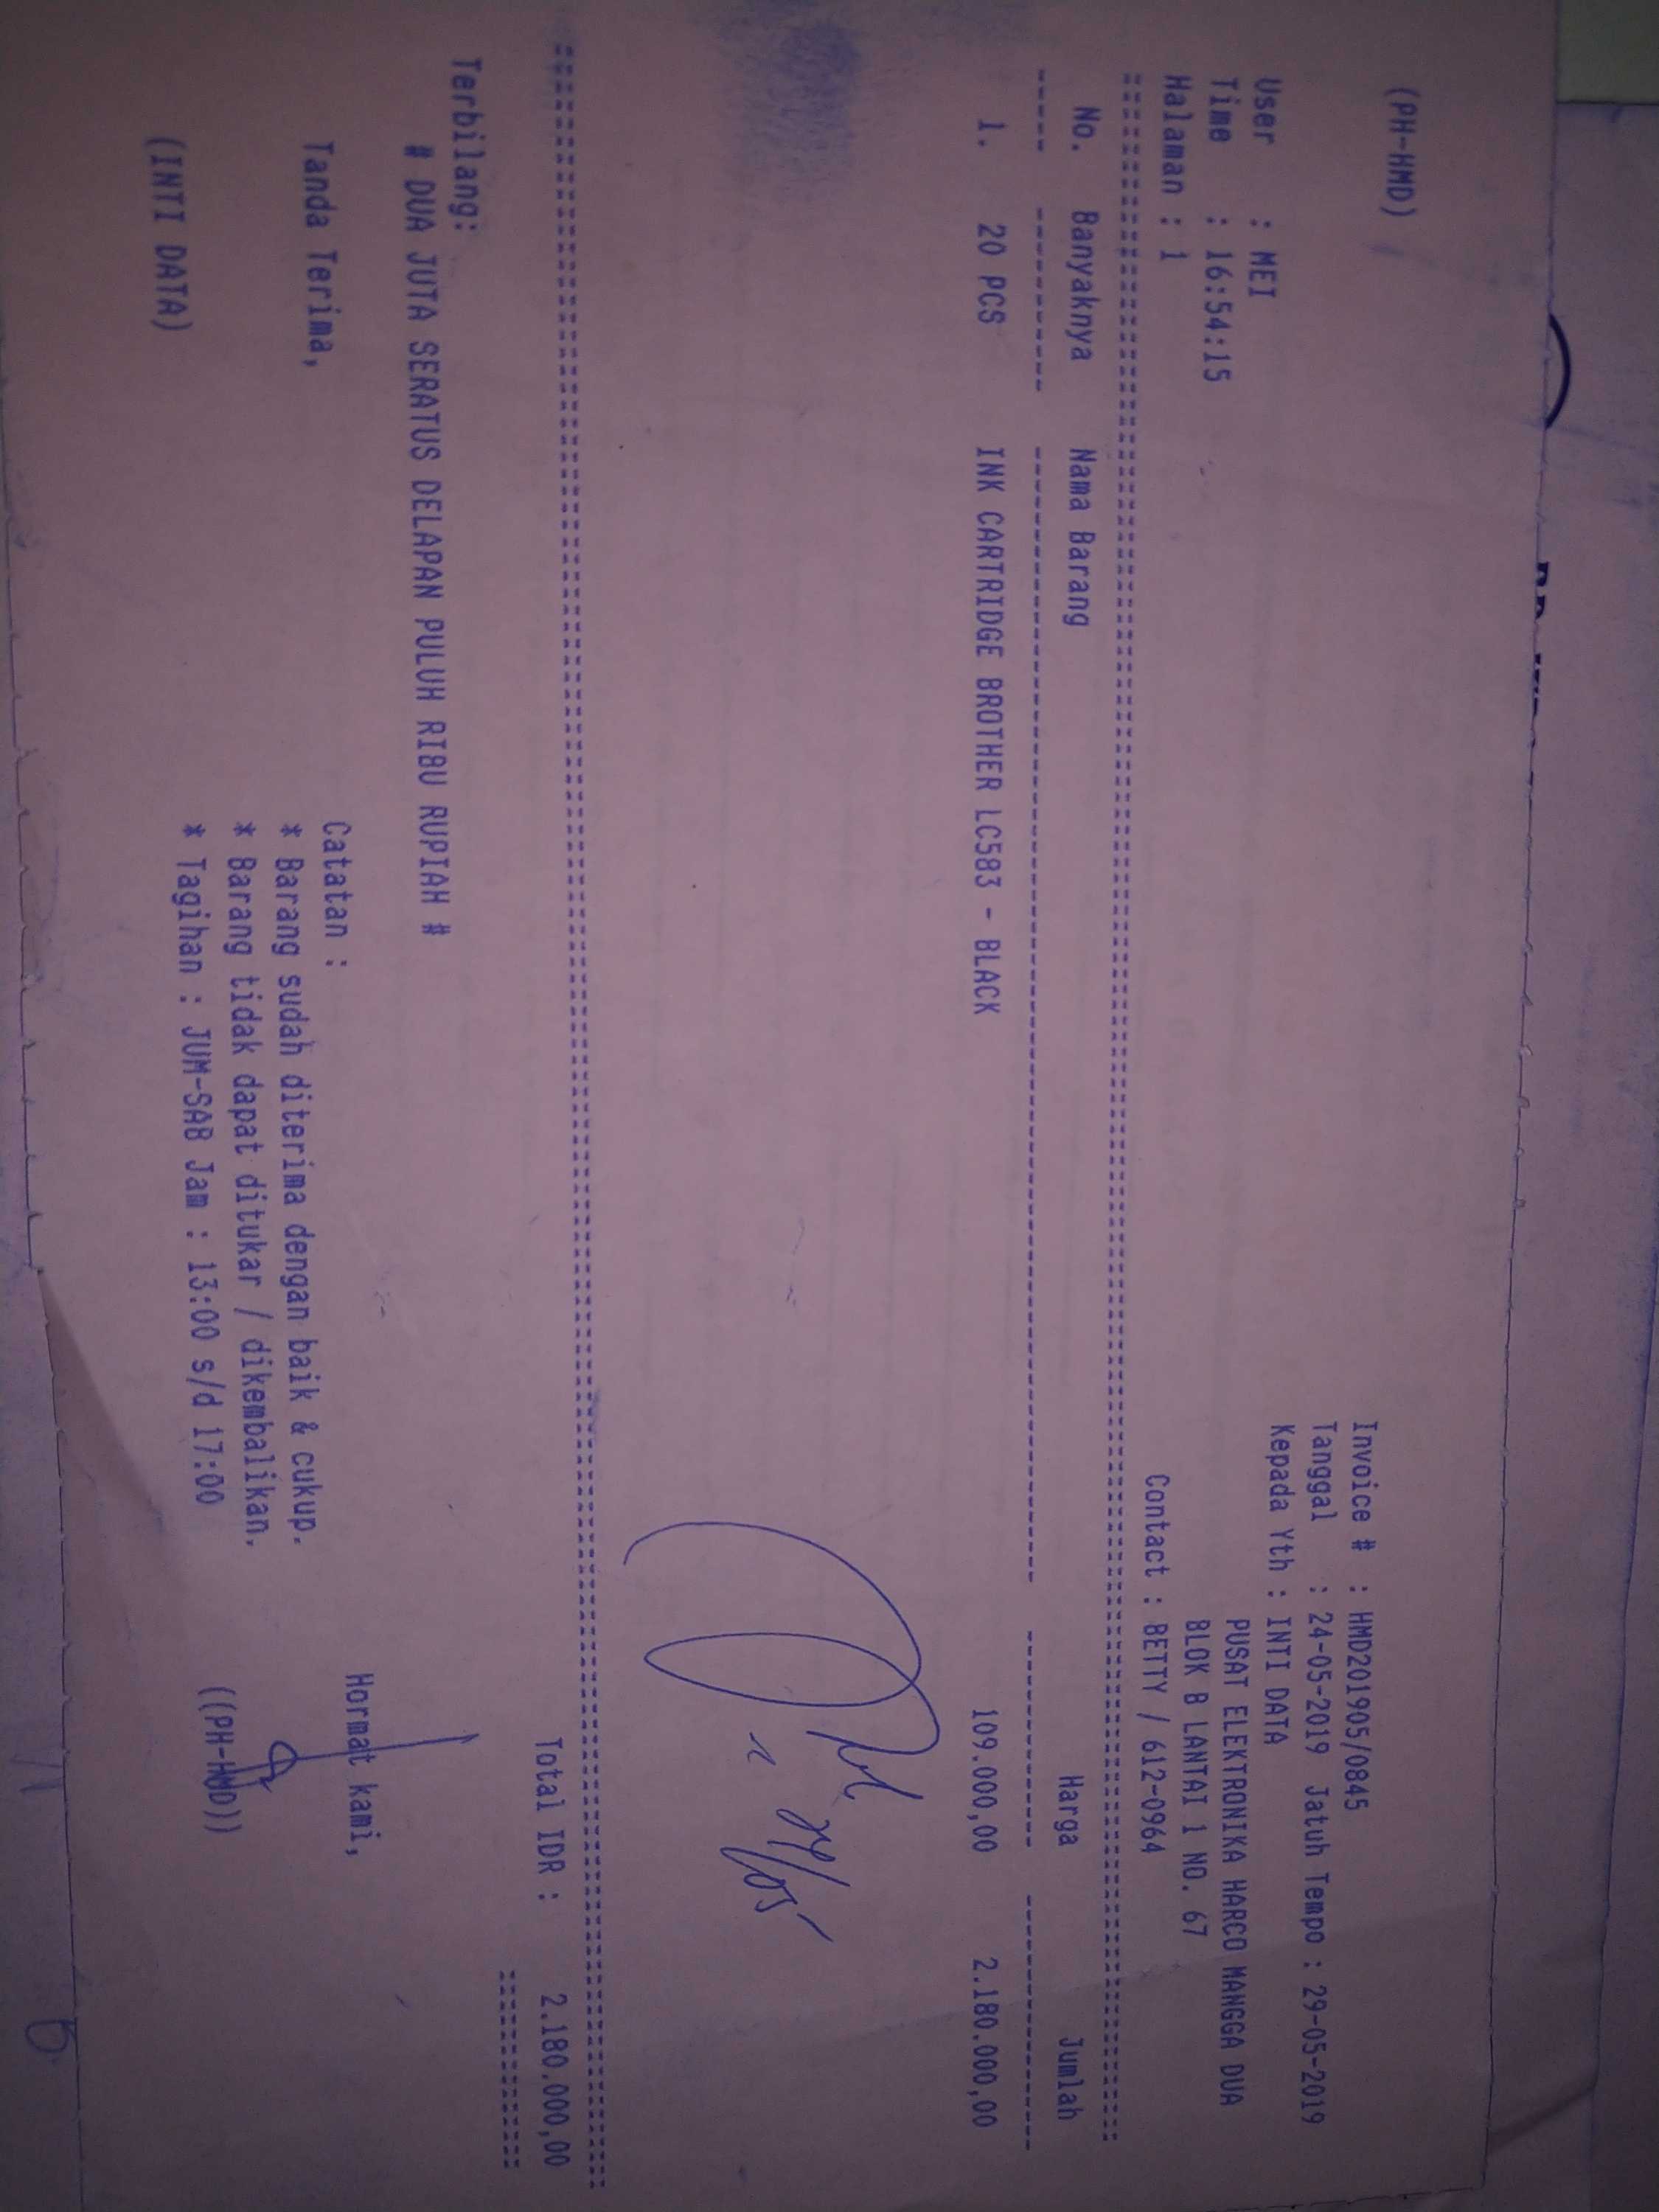 (PH-HMD)
Invoice # : HMD201905/0845
Tanggal : 24-05-2019 Jatuh Tempo : 29-05-2019
User : MEI Kepada Yth : INTI DATA
Time : 16:54:15 PUSAT ELEKTRONIKA HARCO MANGGA DUA
Halaman : 1 BLOK B LANTAI 1 NO. 67
Contact : BETTY / 612-0964
No. Banyaknya Nama Barang Harga Jumlah
1. 20 PCS INK CARTRIDGE BROTHER LC583 - BLACK 109.000,00 2.180.000,00
Total IDR : 2.180.000,00
Terbilang:
# DUA JUTA SERATUS DELAPAN PULUH RIBU RUPIAH #
Tanda Terima, Catatan : Hormat kami,
* Barang sudah diterima dengan baik & cukup.
* Barang tidak dapat ditukar / dikembalikan.
(INTI DATA) * Tagihan : JUM-SAB Jam : 13:00 s/d 17:00 ((PH-HMD))